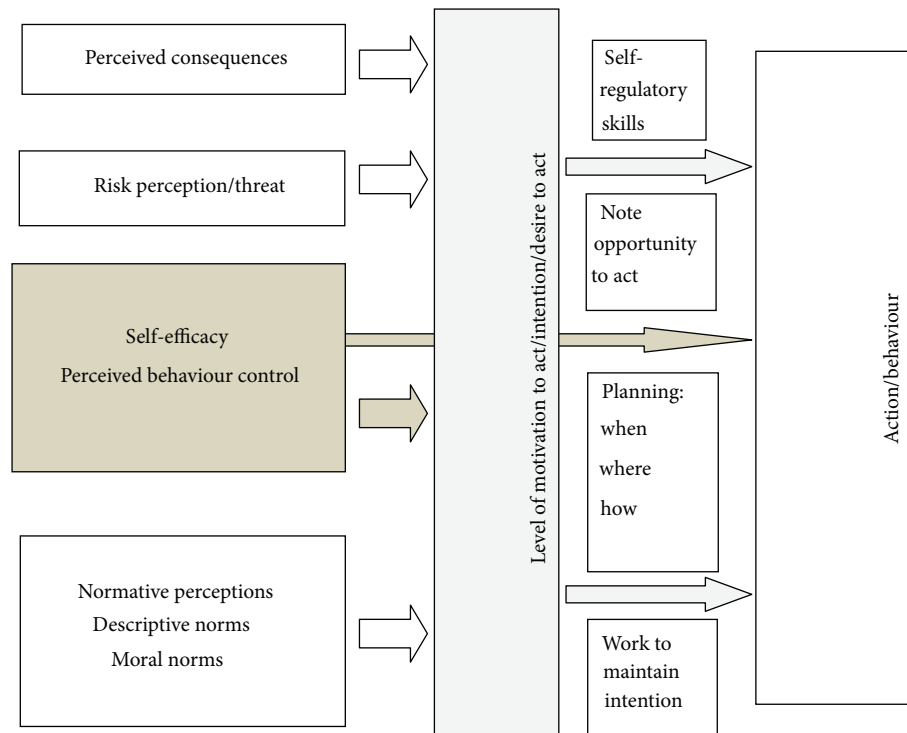 Perceived consequences
Risk perception/threat
Self-efficacy
Perceived behaviour control
Normative perceptions
Descriptive norms
Moral norms
Level of motivation to act/intention/desire to act
Self-
regulatory
skills
Note
opportunity
to act
Planning:
when
where
how
Work to
maintain
intention
Action/behaviour